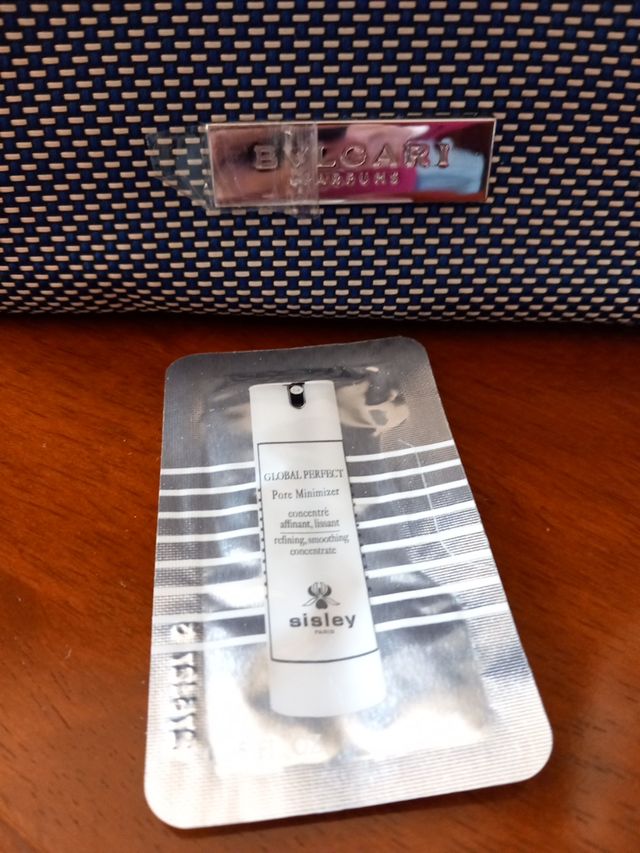 BVLGARI
PARFUMS
GLOBAL PERFECT
Pore Minimizer
concentré
affinant, lissant
refining, smoothing
concentrate
sisley
PARIS